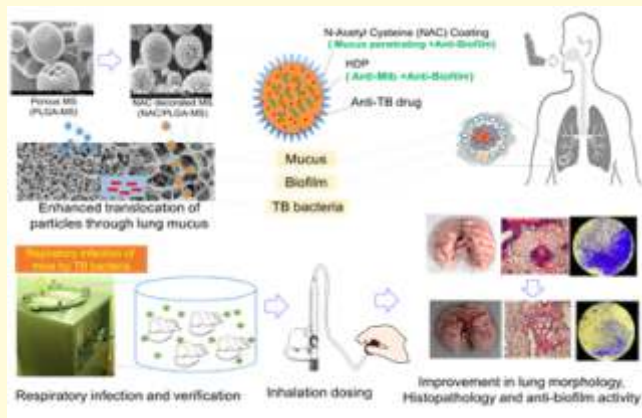 N-Acetyl Cysteine (NAC) Coating
(Mucus penetrating +Anti-Biofilm)
HDP
(Anti-Mtb +Anti-Biofilm)
Anti-TB drug
Porous MS
(PLGA-MS)
NAC decorated MS
(NAC/PLGA-MS)
Mucus
Biofilm
TB bacteria
Enhanced translocation of
particles through lung mucus
Respiratory infection of
mice by TB bacteria
Respiratory infection and verification
Inhalation dosing
Improvement in lung morphology,
Histopathology and anti-biofilm activity